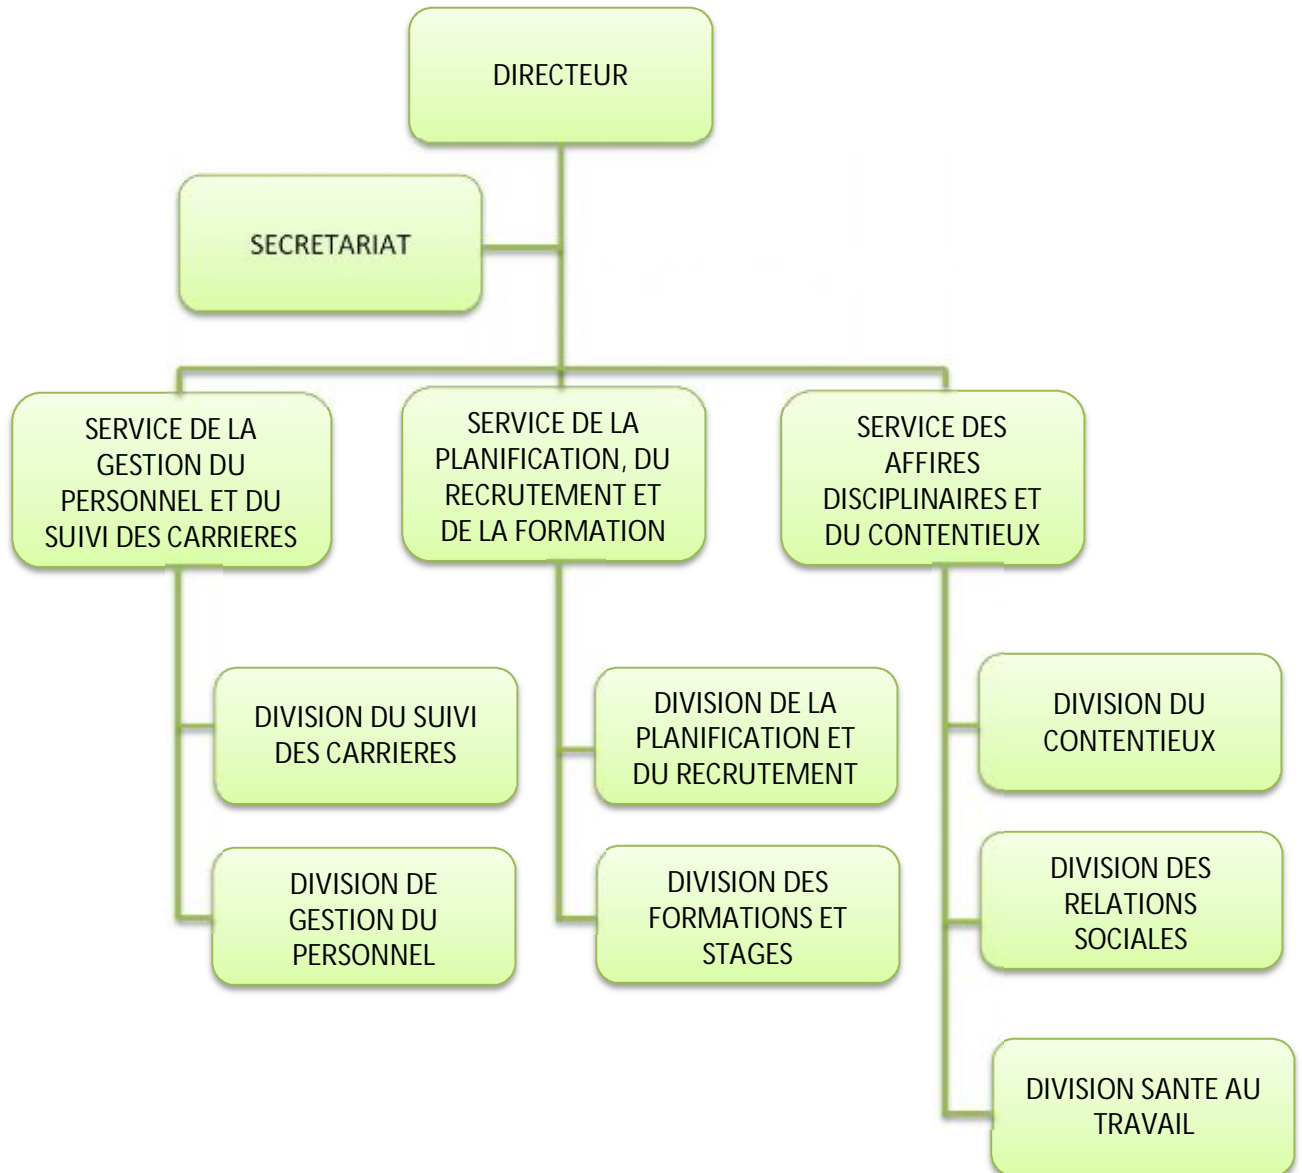 DIRECTEUR
SECRETARIAT
SERVICE DE LA
GESTION DU
PERSONNEL ET DU
SUIVI DES CARRIERES
SERVICE DE LA
PLANIFICATION, DU
RECRUTEMENT ET
DE LA FORMATION
SERVICE DES
AFFIRES
DISCIPLINAIRES ET
DU CONTENTIEUX
DIVISION DU SUIVI
DES CARRIERES
DIVISION DE LA
PLANIFICATION ET
DU RECRUTEMENT
DIVISION DU
CONTENTIEUX
DIVISION DE
GESTION DU
PERSONNEL
DIVISION DES
FORMATIONS ET
STAGES
DIVISION DES
RELATIONS
SOCIALES
DIVISION SANTE AU
TRAVAIL